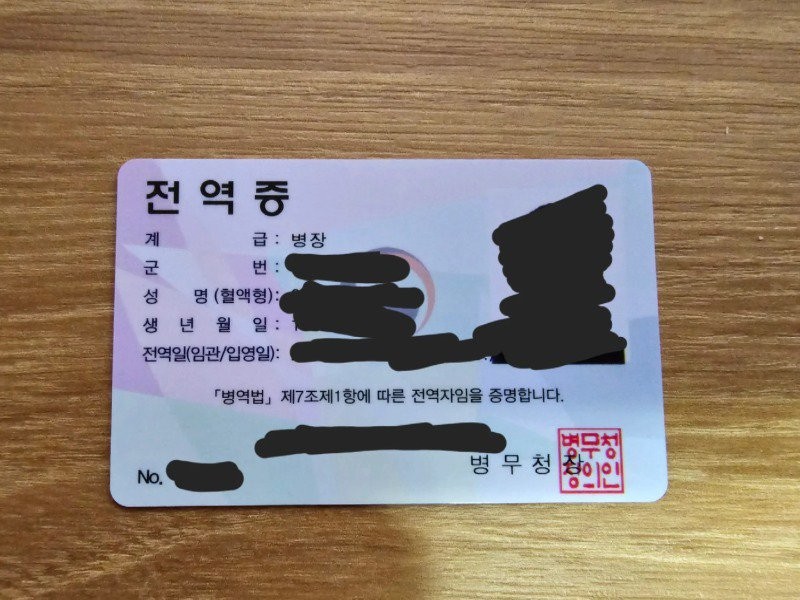 전역증
계 급 : 병장
군 번 :
성 명 (혈액형) :
생 년 월 일 :
전역일(임관/입영일) :
「병역법」 제7조제1항에 따른 전역자임을 증명합니다.
No.
병 무 청 장
병무청
장의인